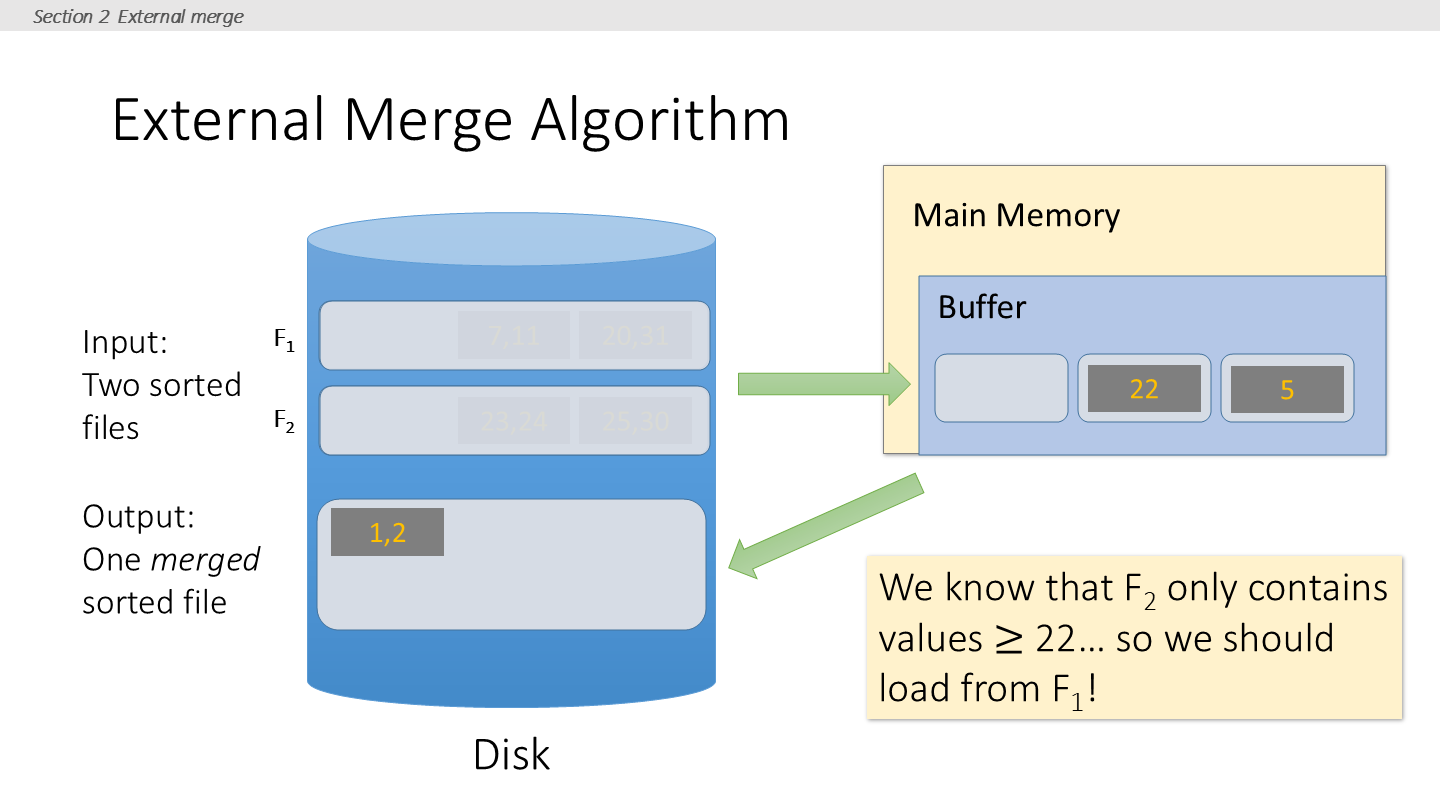 Section 2 External merge
External Merge Algorithm
Main Memory
Buffer
22
5
Input:
Two sorted
files
F1
7,11
20,31
F2
23,24
25,30
Output:
One merged
sorted file
1,2
We know that F2 only contains
values ≥ 22… so we should
load from F1!
Disk